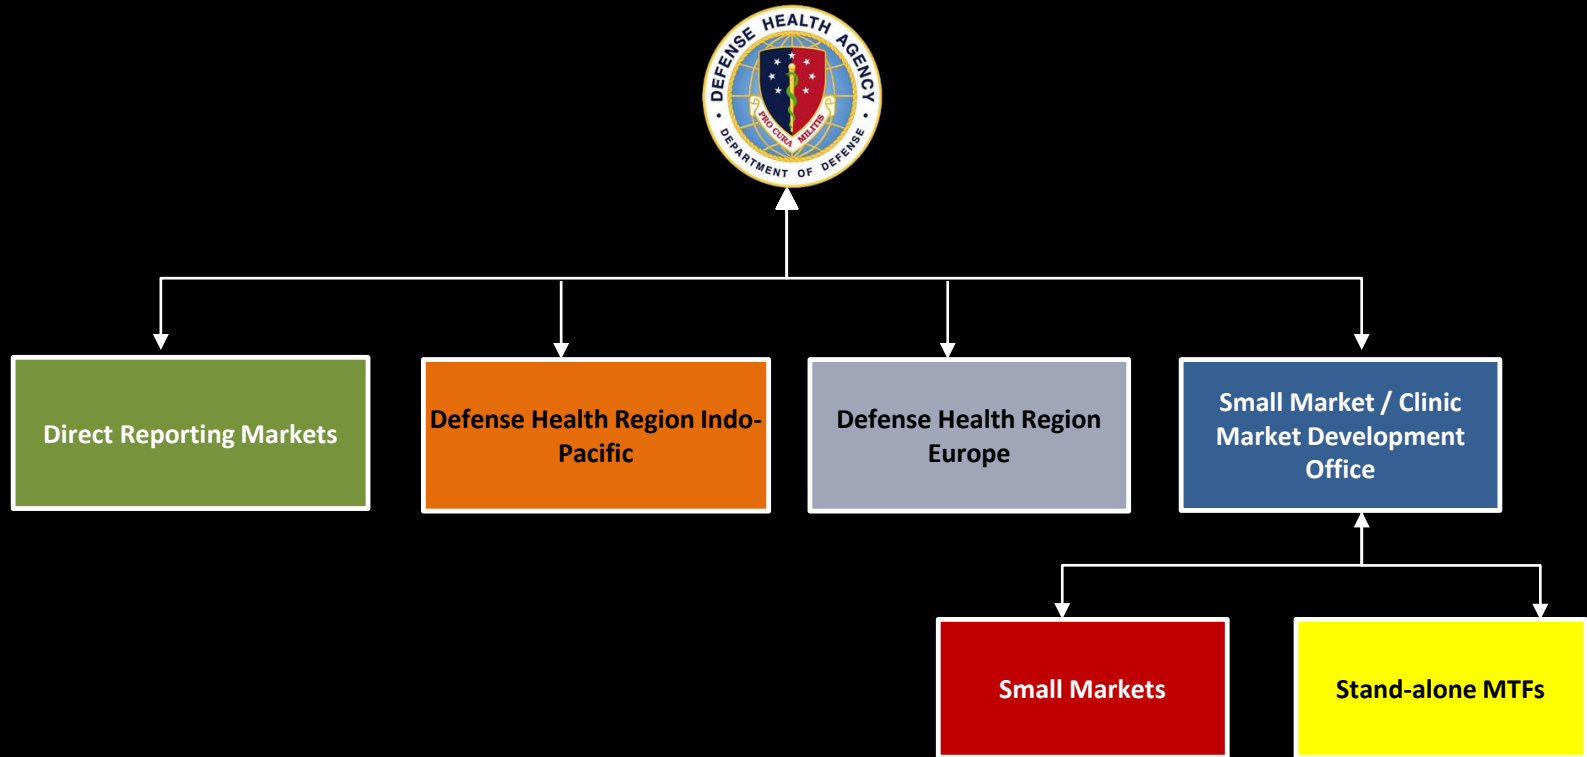 DEFENSE HEALTH AGENCY
PRO CURA MILITIS
DEPARTMENT OF DEFENSE
Direct Reporting Markets
Defense Health Region Indo-
Pacific
Defense Health Region
Europe
Small Market / Clinic
Market Development
Office
Small Markets
Stand-alone MTFs